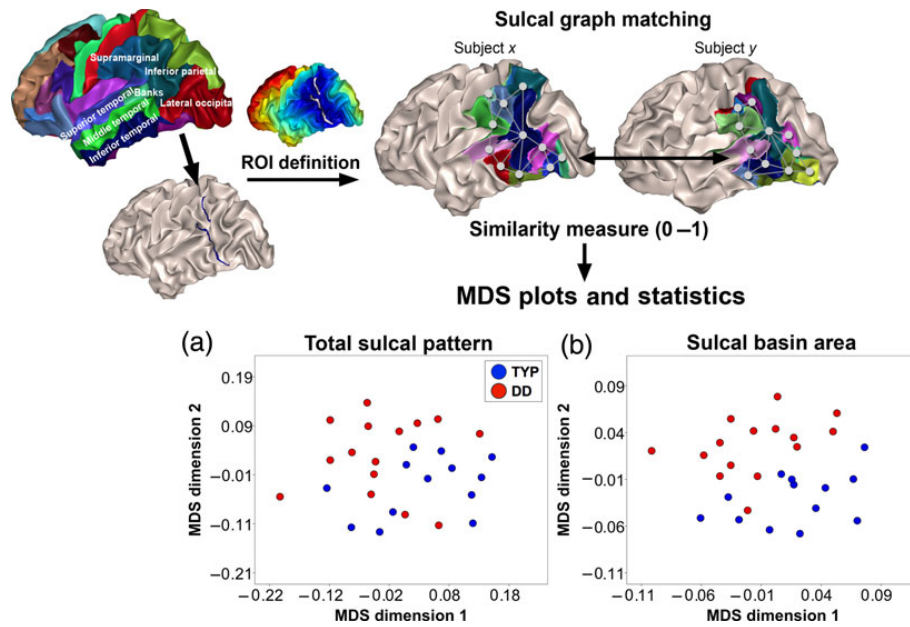 Sulcal graph matching
Subject x
Subject y
Supramarginal
Inferior parietal
Banks
Superior temporal
Lateral occipital
Middle temporal
Inferior temporal
ROI definition
Similarity measure (0–1)
MDS plots and statistics
(a)
Total sulcal pattern
MDS dimension 2
0.19
0.09
−0.01
−0.11
−0.21
TYP
DD
−0.22 −0.12 −0.02 0.08 0.18
MDS dimension 1
(b)
Sulcal basin area
MDS dimension 2
0.09
0.04
−0.01
−0.06
−0.11
−0.11 −0.06 −0.01 0.04 0.09
MDS dimension 1